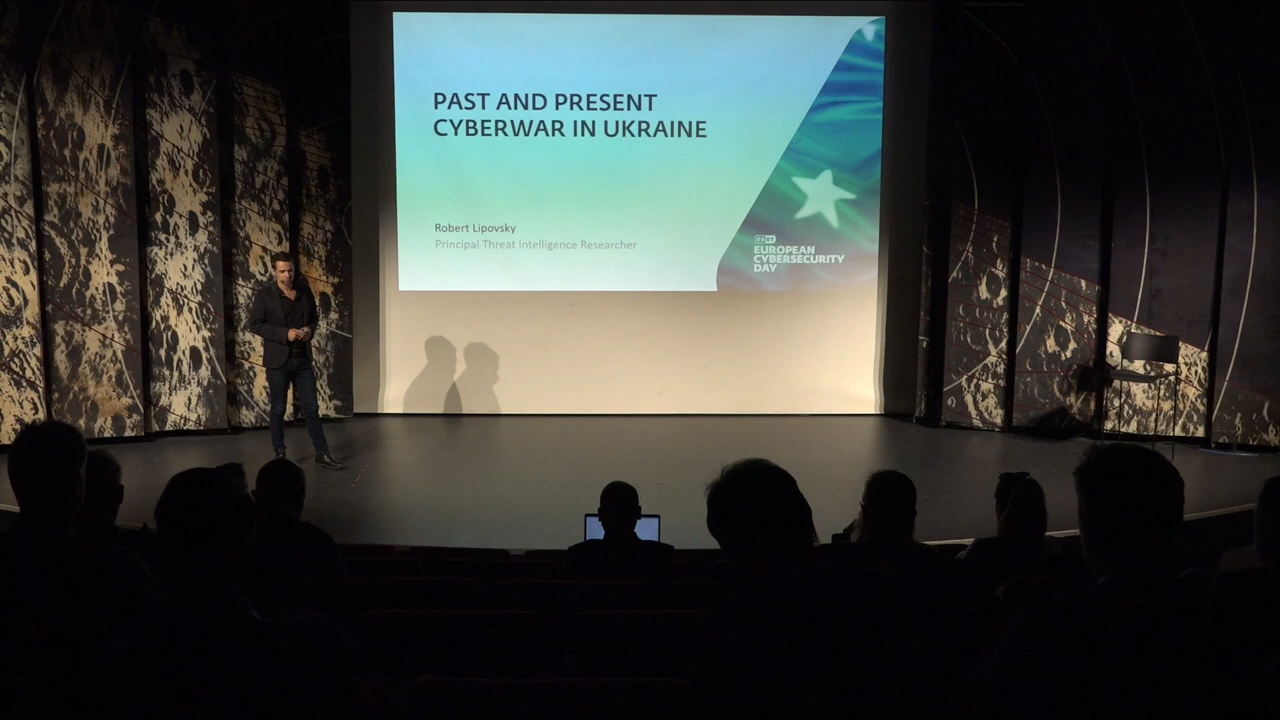 PAST AND PRESENT
CYBERWAR IN UKRAINE
Robert Lipovsky
Principal Threat Intelligence Researcher
eset
EUROPEAN
CYBERSECURITY
DAY